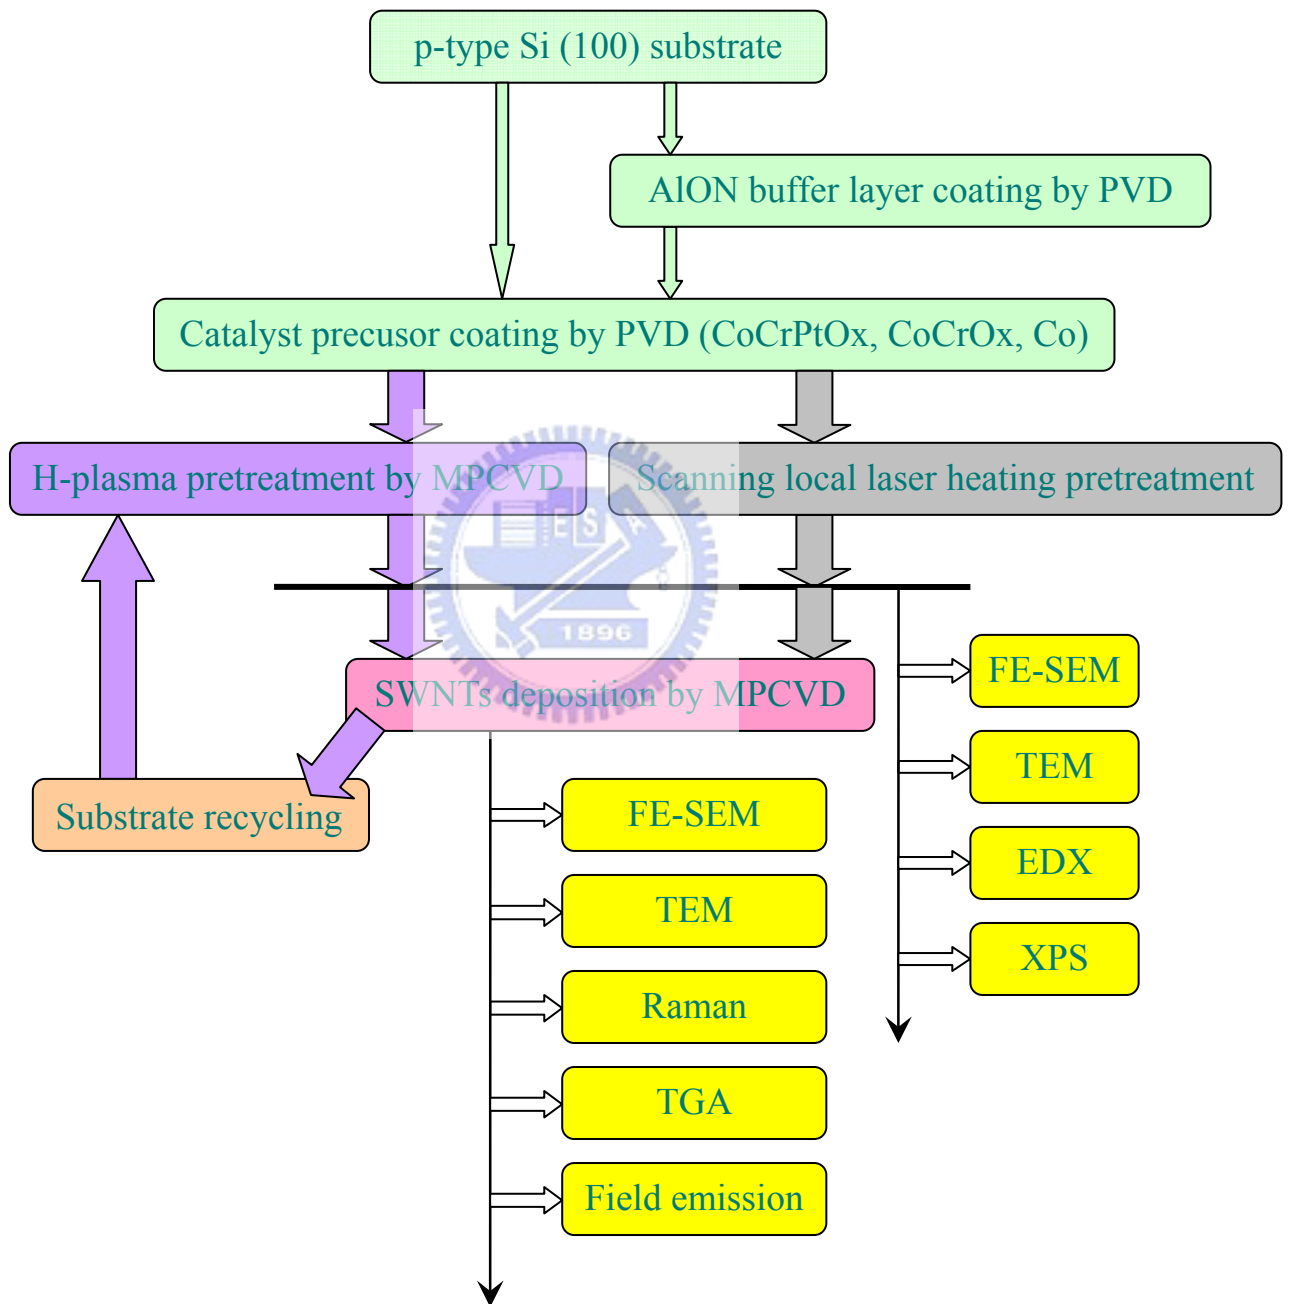 p-type Si (100) substrate
AlON buffer layer coating by PVD
Catalyst precusor coating by PVD (CoCrPtOx, CoCrOx, Co)
H-plasma pretreatment by MPCVD
Scanning local laser heating pretreatment
E S A
1896
SWNTs deposition by MPCVD
Substrate recycling
FE-SEM
TEM
Raman
TGA
Field emission
FE-SEM
TEM
EDX
XPS